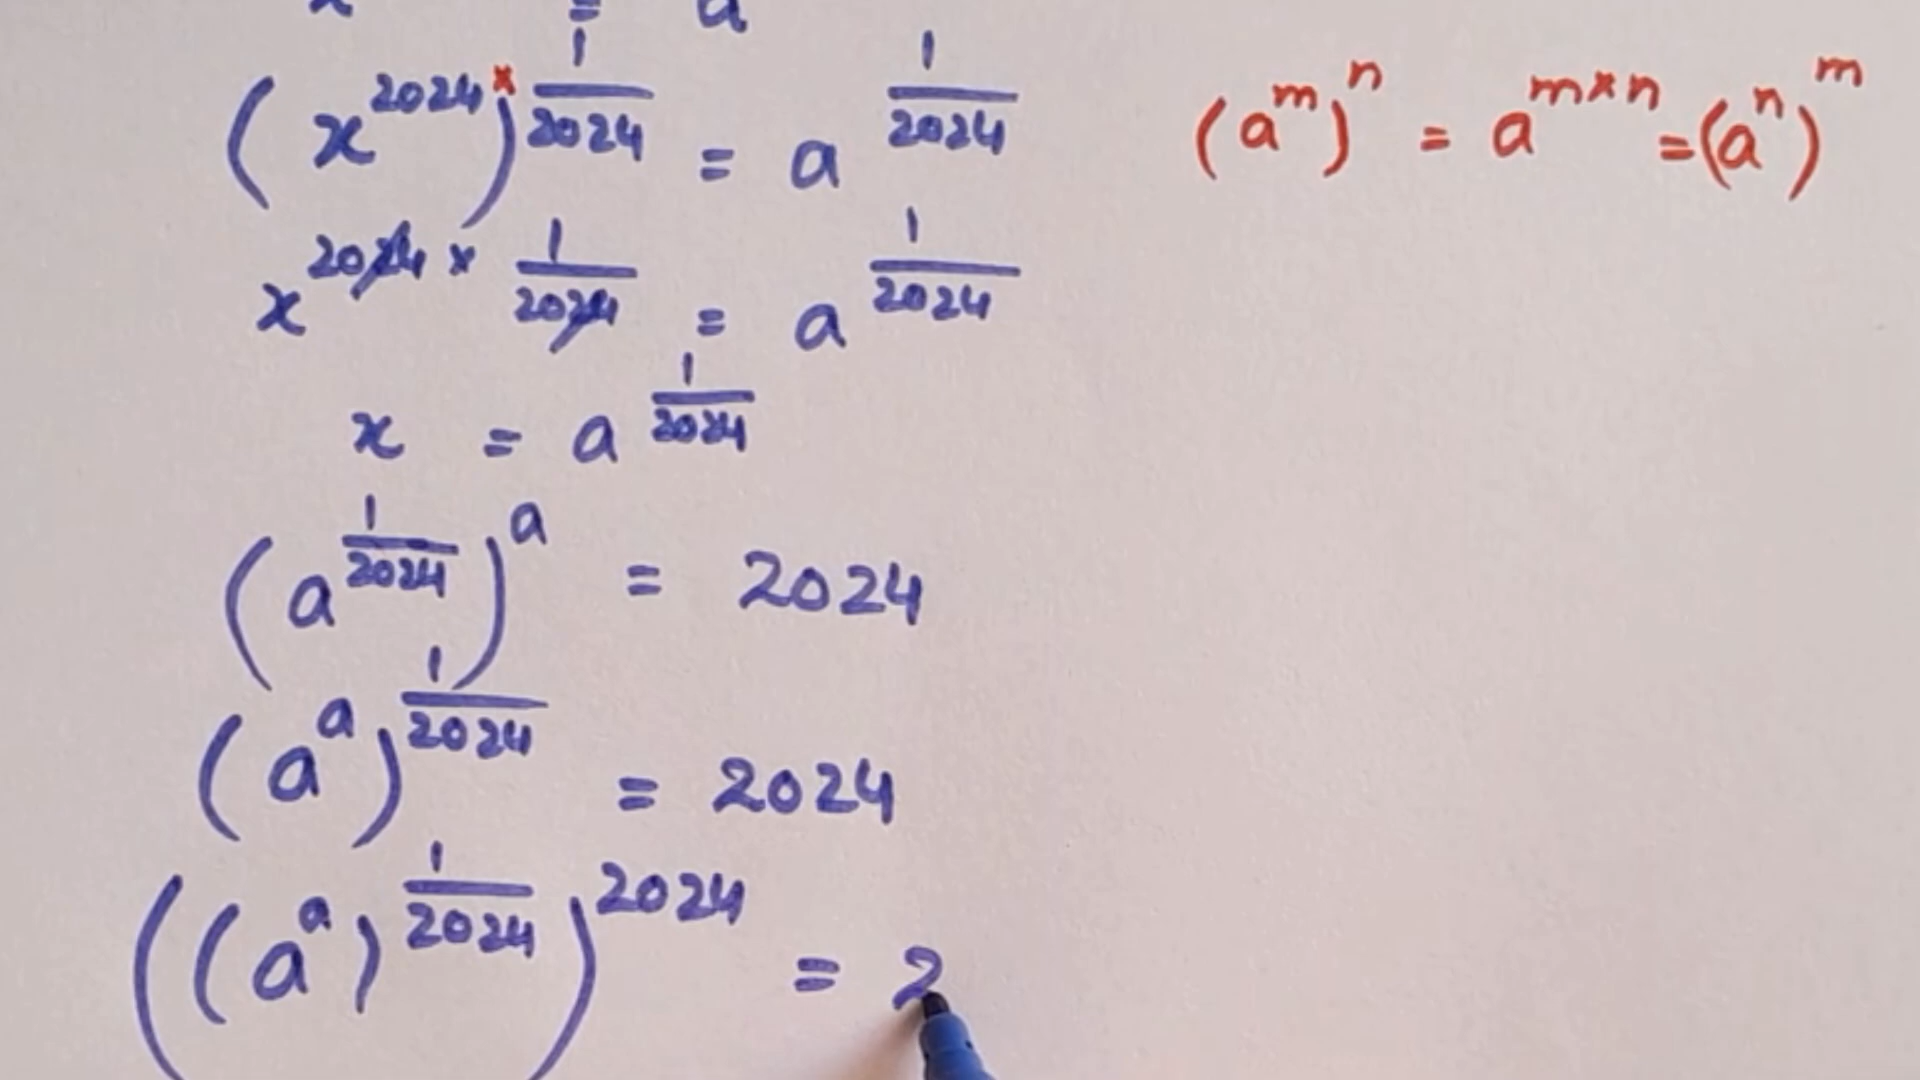 x = a
(x^2024)^×1/2024 = a^1/2024
(a^m)^n = a^m×n = (a^n)^m
x^2024 × 1/2024 = a^1/2024
x = a^1/2024
(a^1/2024)^a = 2024
(a^a)^1/2024 = 2024
((a^a)^1/2024)^2024 = 2